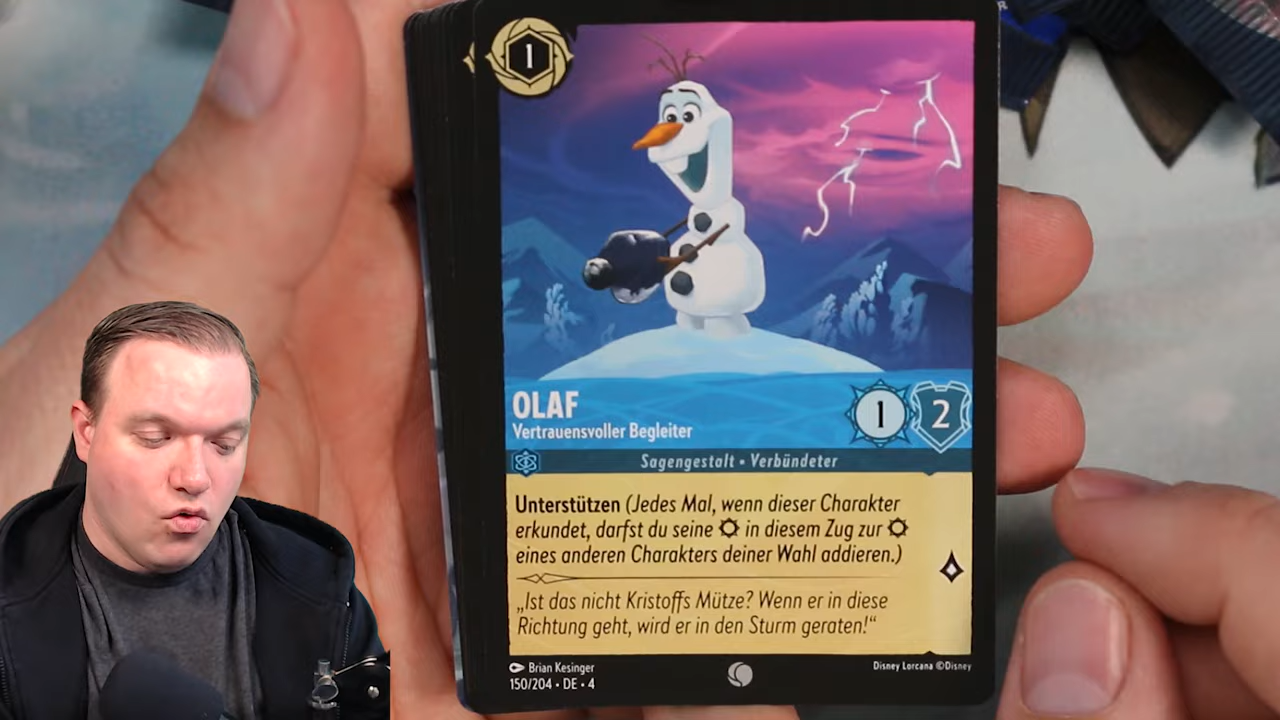 1
OLAF
Vertrauensvoller Begleiter
1
2
Sagengestalt • Verbündeter
Unterstützen (Jedes Mal, wenn dieser Charakter
erkundet, darfst du seine in diesem Zug zur
eines anderen Charakters deiner Wahl addieren.)
„Ist das nicht Kristoffs Mütze? Wenn er in diese
Richtung geht, wird er in den Sturm geraten!“
Brian Kesinger
150/204 • DE • 4
Disney Lorcana ©Disney